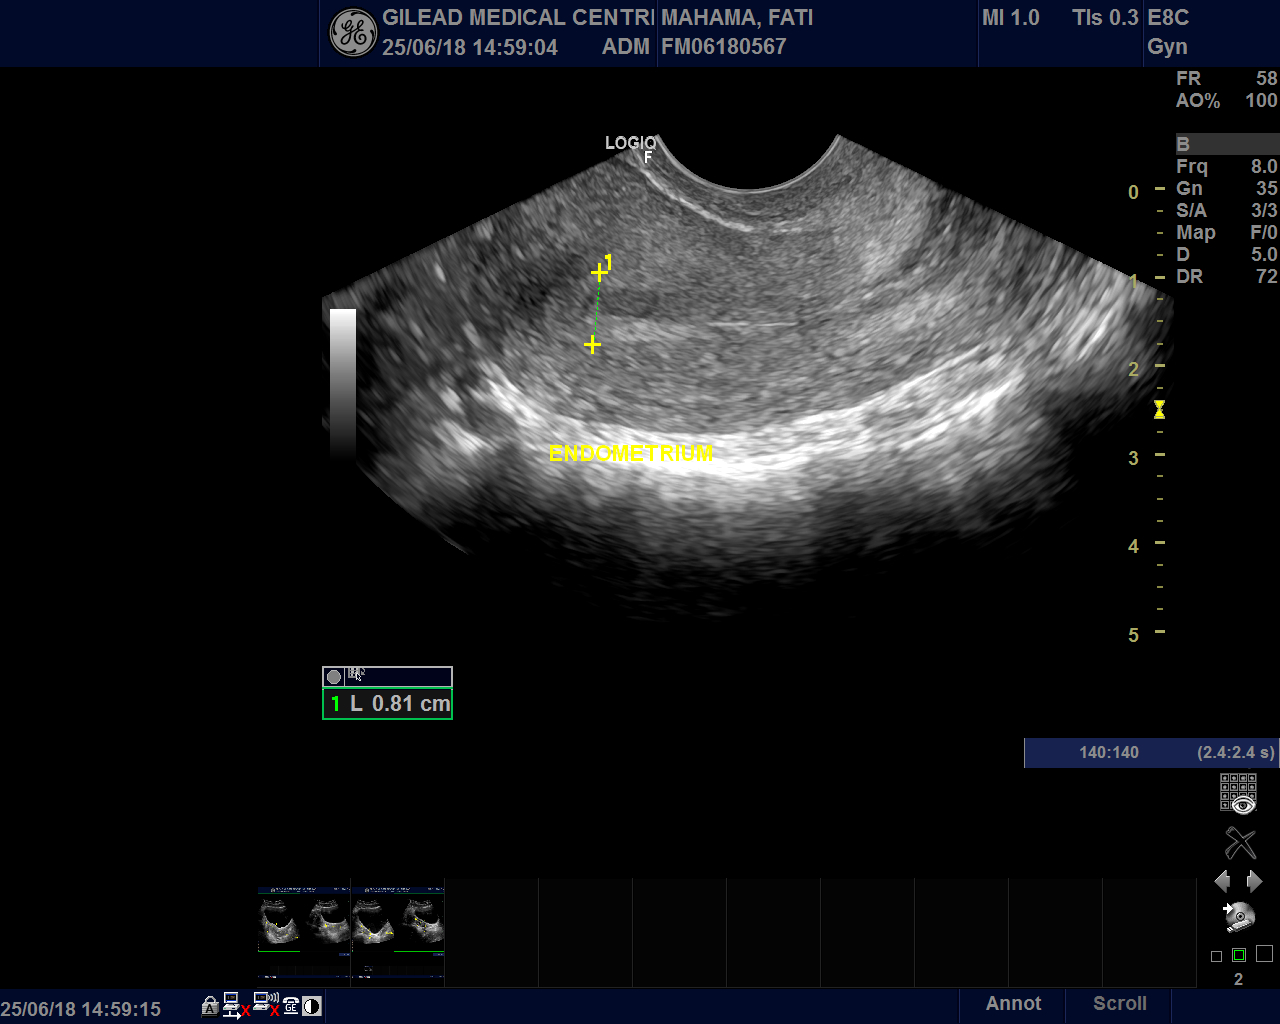 GILEAD MEDICAL CENTR
MAHAMA, FATI
MI 1.0
TIs 0.3
E8C
25/06/18 14:59:04
ADM
FM06180567
Gyn
FR 58
AO% 100
B
Frq 8.0
Gn 35
S/A 3/3
Map F/0
D 5.0
DR 72
LOGIQ
F
0
1
1
2
3
4
5
ENDOMETRIUM
1 L 0.81 cm
140:140 (2.4:2.4 s)
2
25/06/18 14:59:15
A
GE
Annot
Scroll